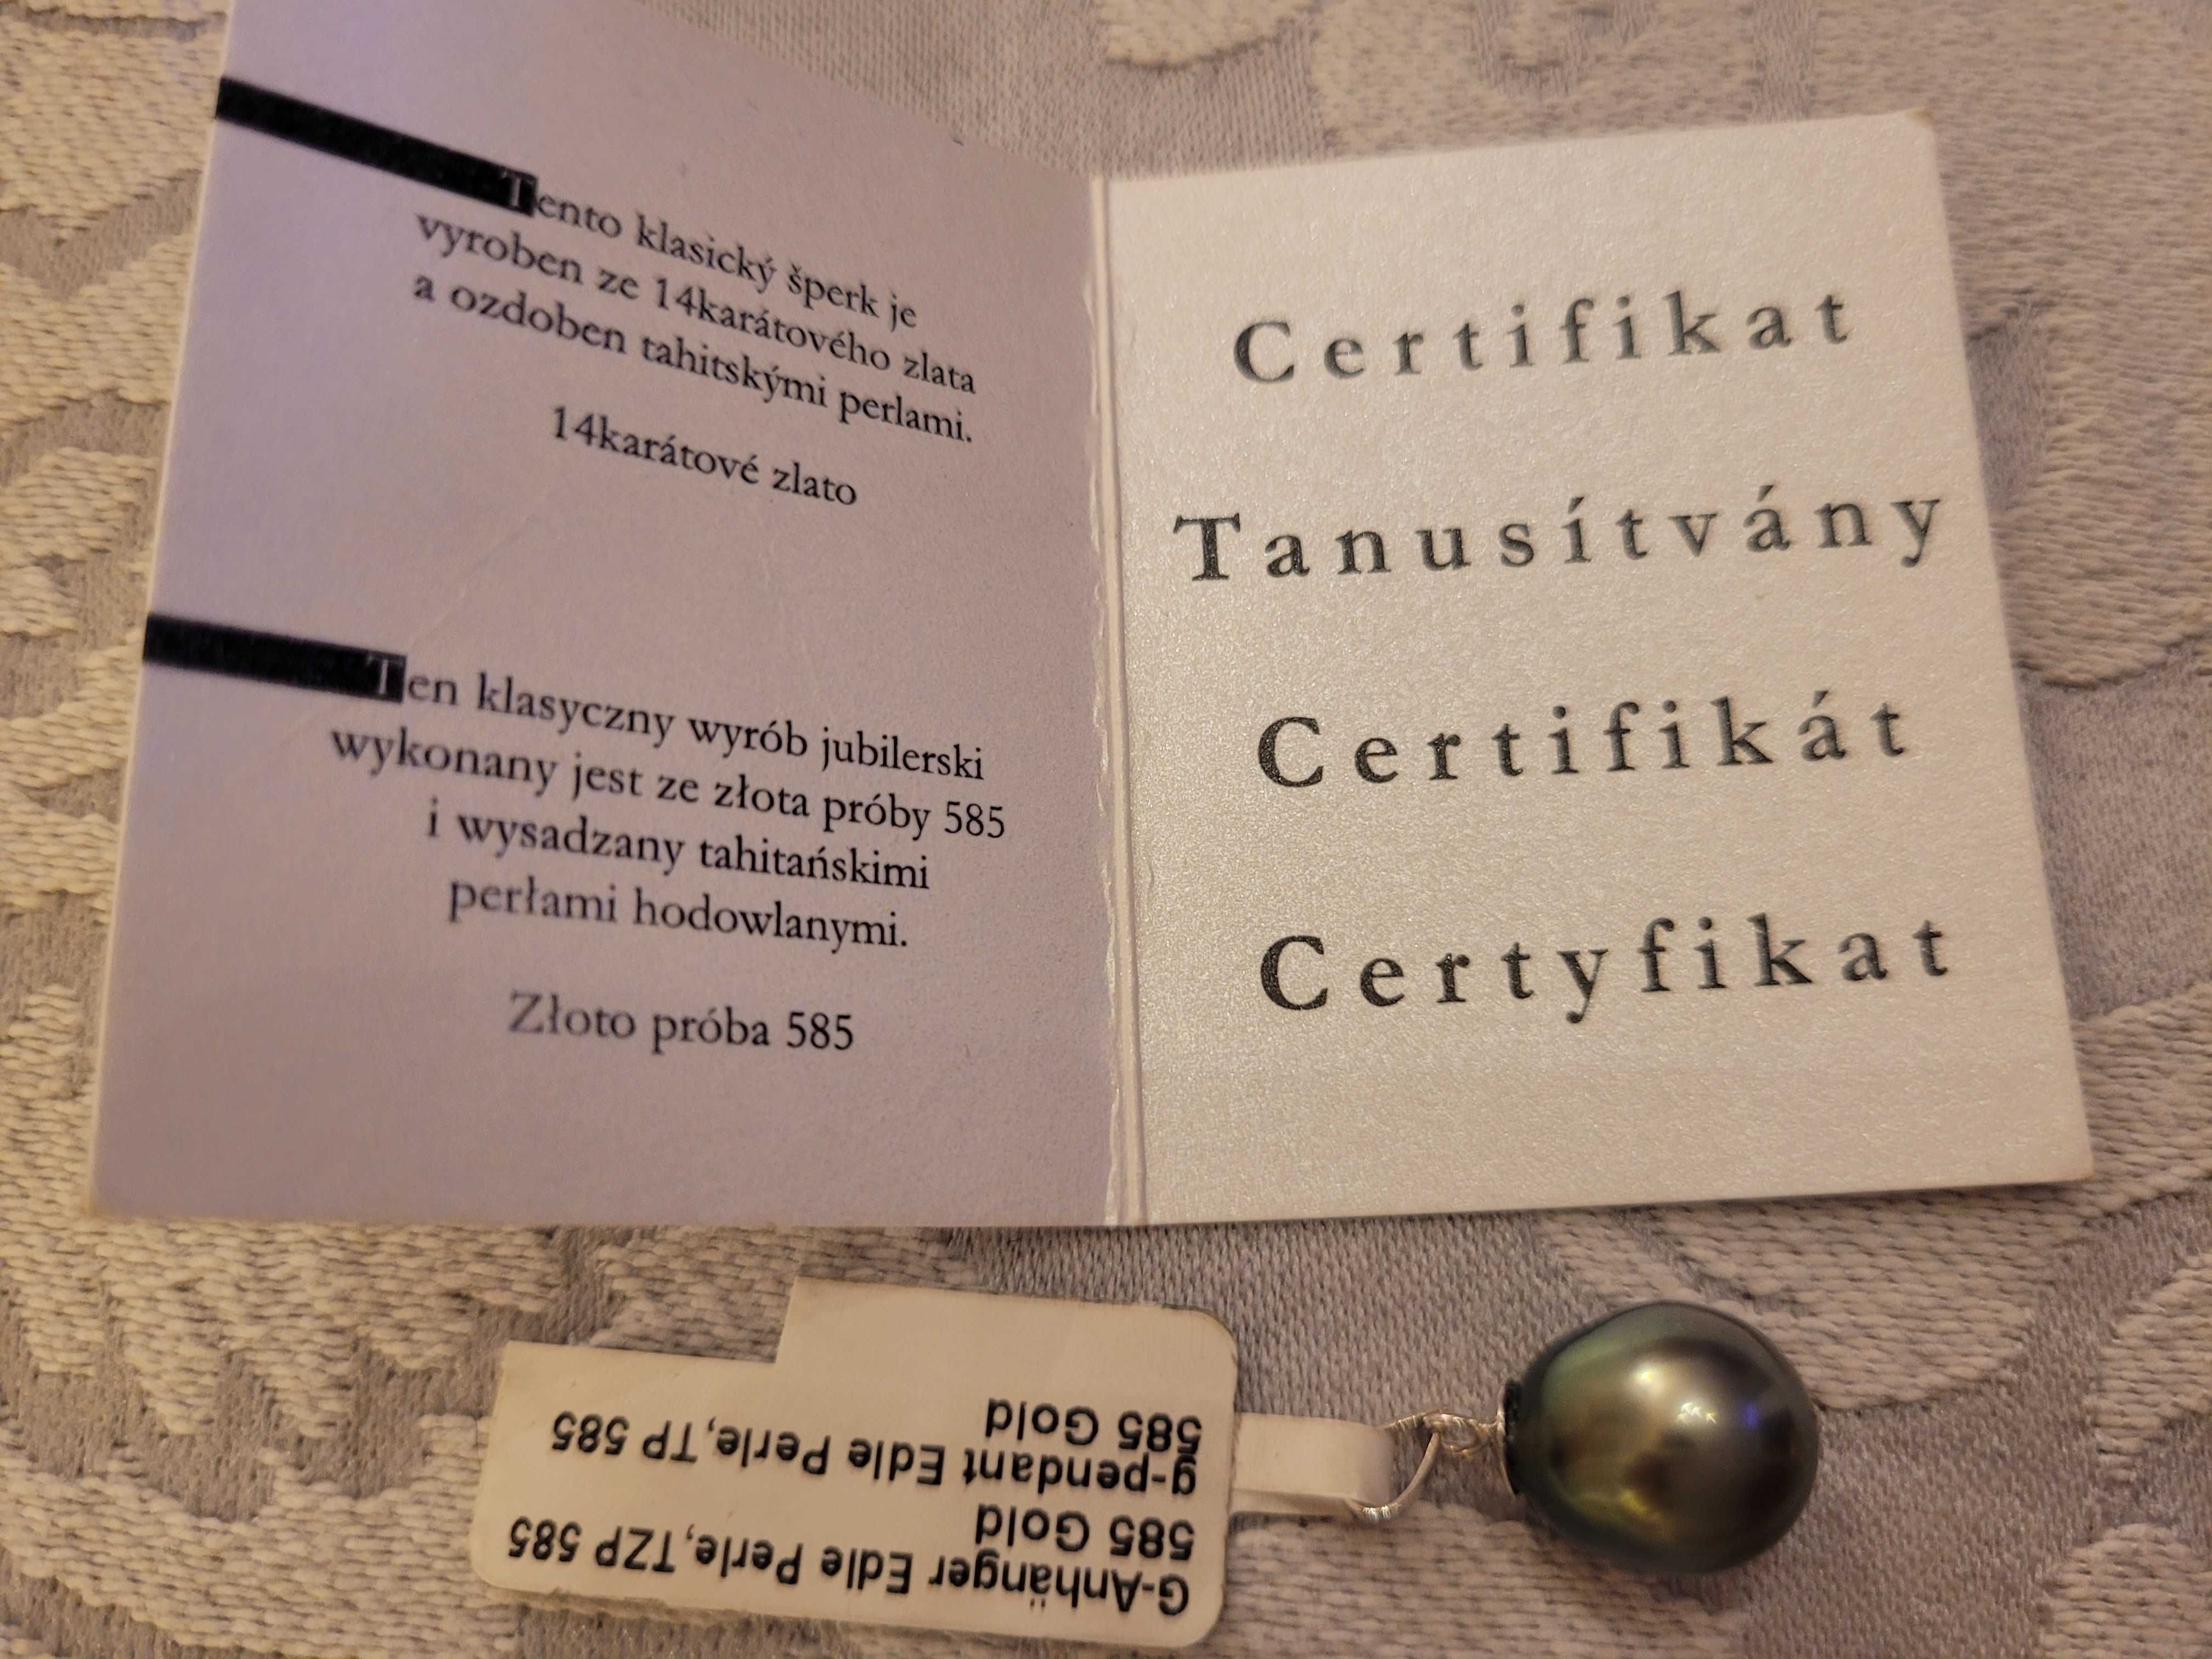 Tento klasický šperk je
vyroben ze 14karátového zlata
a ozdoben tahitskými perlami.
14karátové zlato
Ten klasyczny wyrób jubilerski
wykonany jest ze złota próby 585
i wysadzany tahitańskimi
perłami hodowlanymi.
Złoto próba 585
Certifikat
Tanusítvány
Certifikát
Certyfikat
G-Anhänger Edle Perle,TZP 585
585 Gold
g-pendant Edle Perle,TP 585
585 Gold